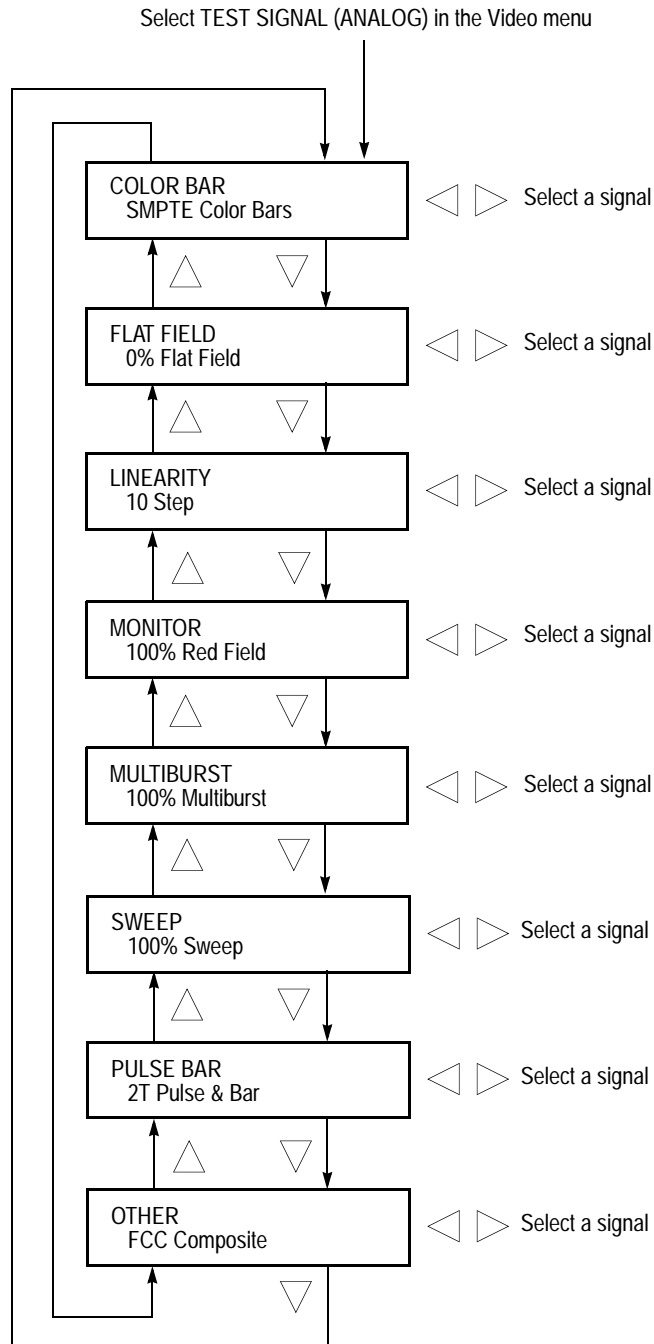 Select TEST SIGNAL (ANALOG) in the Video menu
COLOR BAR
SMPTE Color Bars
Select a signal
FLAT FIELD
0% Flat Field
Select a signal
LINEARITY
10 Step
Select a signal
MONITOR
100% Red Field
Select a signal
MULTIBURST
100% Multiburst
Select a signal
SWEEP
100% Sweep
Select a signal
PULSE BAR
2T Pulse & Bar
Select a signal
OTHER
FCC Composite
Select a signal